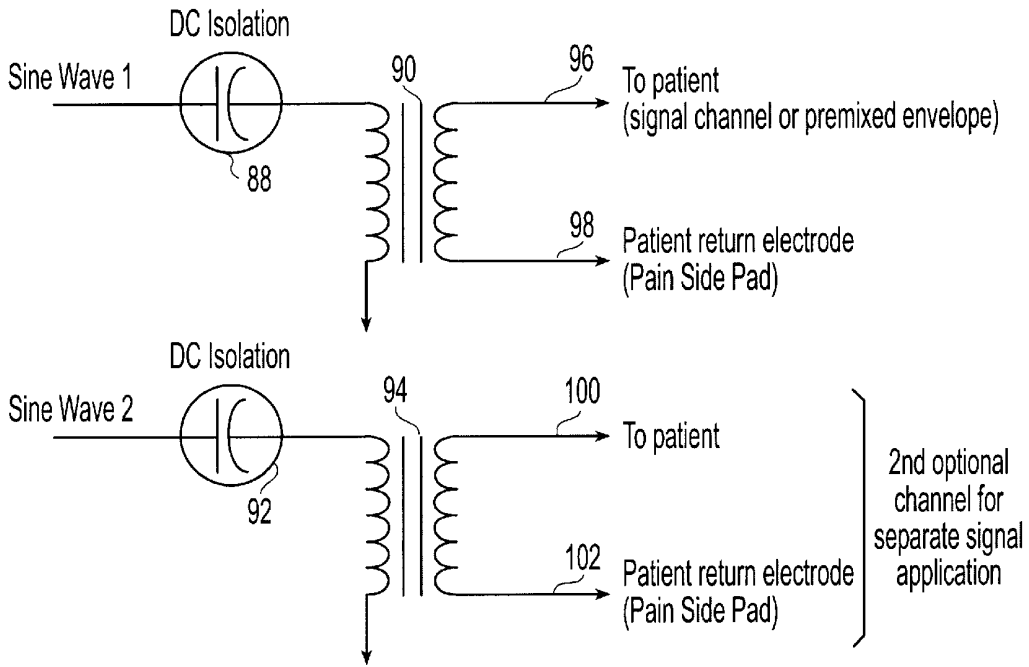 DC Isolation
Sine Wave 1
88
90
96
To patient
(signal channel or premixed envelope)
98
Patient return electrode
(Pain Side Pad)
DC Isolation
Sine Wave 2
92
94
100
To patient
102
Patient return electrode
(Pain Side Pad)
2nd optional
channel for
separate signal
application